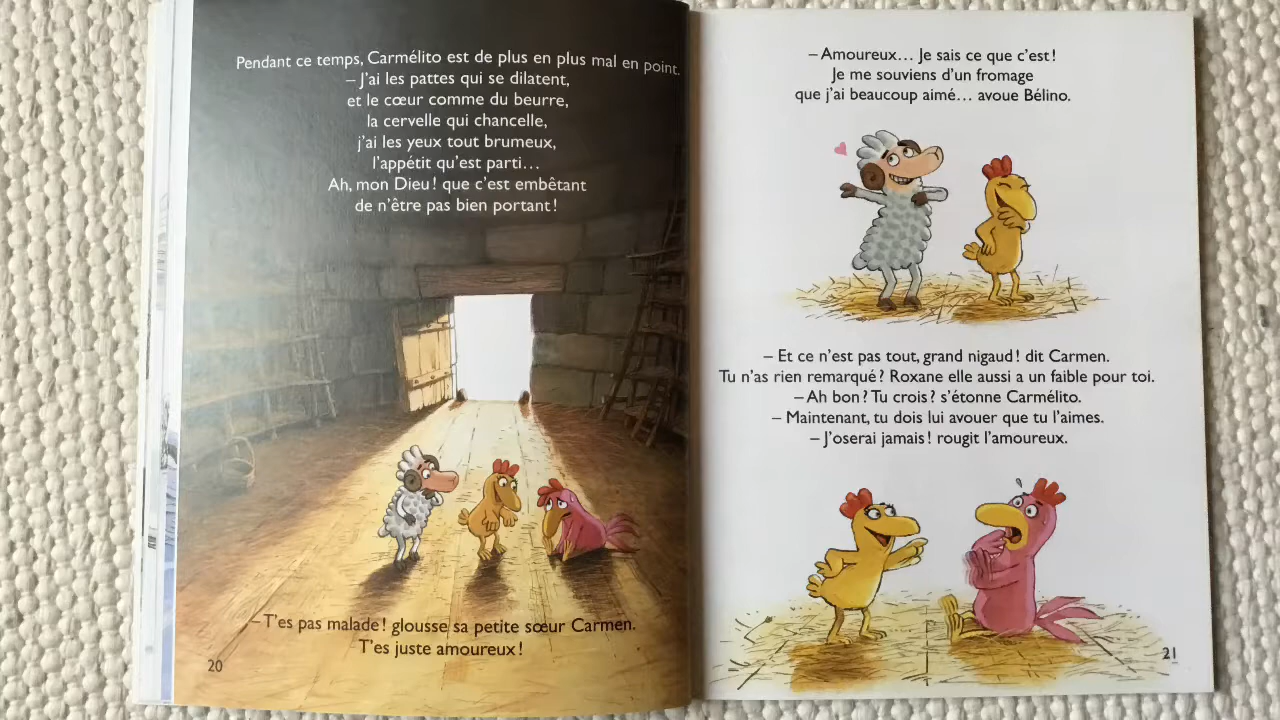 Pendant ce temps, Carmélito est de plus en plus mal en point.
– J'ai les pattes qui se dilatent,
et le cœur comme du beurre,
la cervelle qui chancelle,
j'ai les yeux tout brumeux,
l'appétit qu'est parti…
Ah, mon Dieu ! que c'est embêtant
de n'être pas bien portant !
– T'es pas malade ! glousse sa petite sœur Carmen.
T'es juste amoureux !
20
– Amoureux… Je sais ce que c'est !
Je me souviens d'un fromage
que j'ai beaucoup aimé… avoue Bélino.
– Et ce n'est pas tout, grand nigaud ! dit Carmen.
Tu n'as rien remarqué ? Roxane elle aussi a un faible pour toi.
– Ah bon ? Tu crois ? s'étonne Carmélito.
– Maintenant, tu dois lui avouer que tu l'aimes.
– J'oserai jamais ! rougit l'amoureux.
21